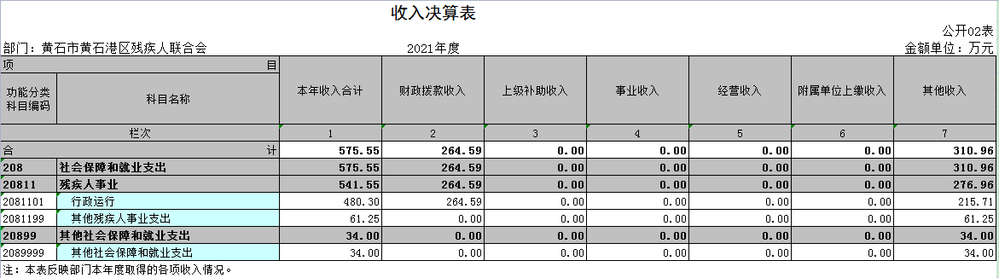 收入决算表
公开02表
部门：黄石市黄石港区残疾人联合会 2021年度 金额单位：万元
项 目
功能分类科目编码 科目名称 本年收入合计 财政拨款收入 上级补助收入 事业收入 经营收入 附属单位上缴收入 其他收入
栏次 1 2 3 4 5 6 7
合 计 575.55 264.59 0.00 0.00 0.00 0.00 310.96
208 社会保障和就业支出 575.55 264.59 0.00 0.00 0.00 0.00 310.96
20811 残疾人事业 541.55 264.59 0.00 0.00 0.00 0.00 276.96
2081101 行政运行 480.30 264.59 0.00 0.00 0.00 0.00 215.71
2081199 其他残疾人事业支出 61.25 0.00 0.00 0.00 0.00 0.00 61.25
20899 其他社会保障和就业支出 34.00 0.00 0.00 0.00 0.00 0.00 34.00
2089999 其他社会保障和就业支出 34.00 0.00 0.00 0.00 0.00 0.00 34.00
注：本表反映部门本年度取得的各项收入情况。